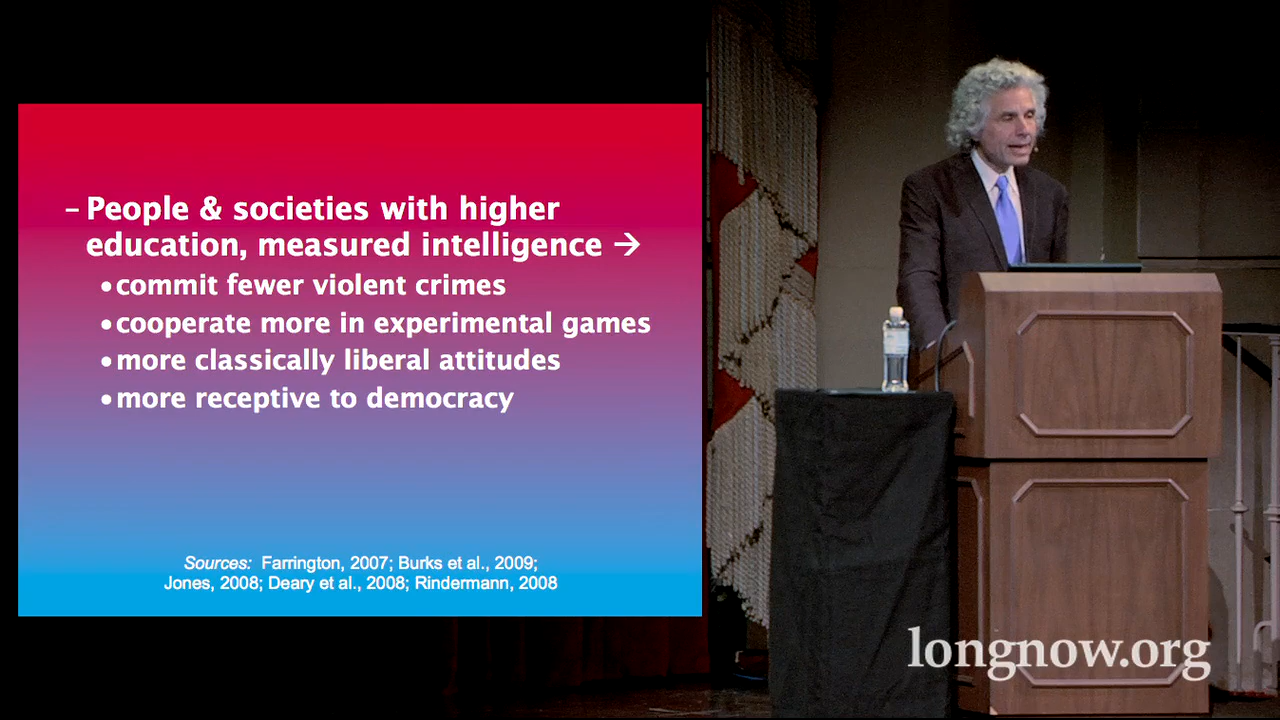 – People & societies with higher
education, measured intelligence →
• commit fewer violent crimes
• cooperate more in experimental games
• more classically liberal attitudes
• more receptive to democracy
Sources: Farrington, 2007; Burks et al., 2009;
Jones, 2008; Deary et al., 2008; Rindermann, 2008
longnow.org